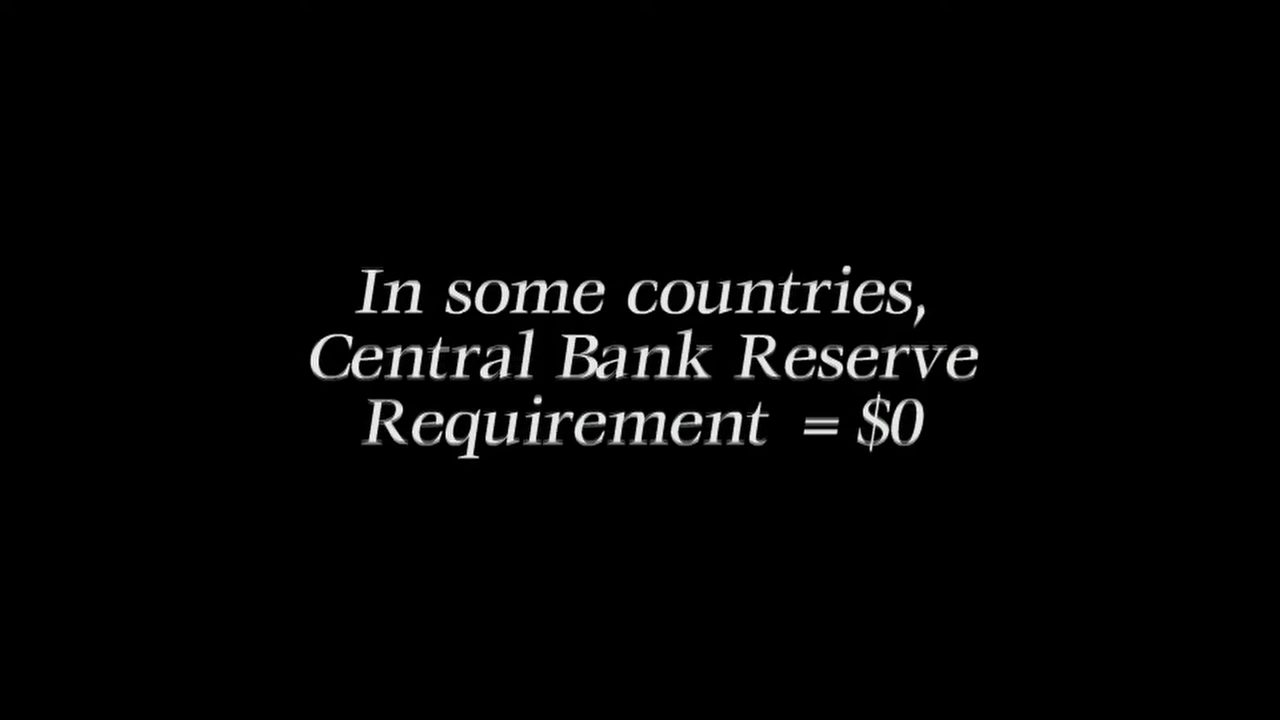 In some countries,
Central Bank Reserve
Requirement = $0